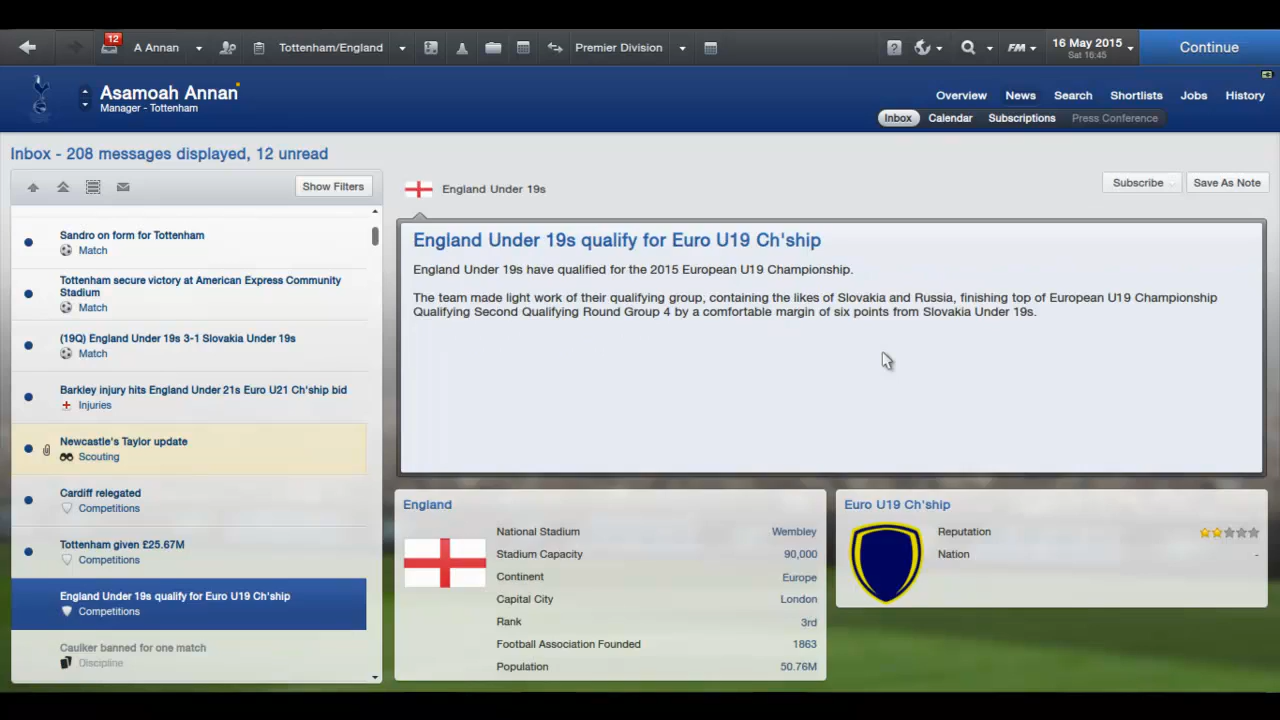 12
A Annan
Tottenham/England
Premier Division
FM
16 May 2015
Sat 16:45
Continue
Asamoah Annan
Manager - Tottenham
Overview
News
Search
Shortlists
Jobs
History
Inbox
Calendar
Subscriptions
Press Conference
Inbox - 208 messages displayed, 12 unread
Show Filters
Sandro on form for Tottenham
Match
Tottenham secure victory at American Express Community
Stadium
Match
(19Q) England Under 19s 3-1 Slovakia Under 19s
Match
Barkley injury hits England Under 21s Euro U21 Ch'ship bid
Injuries
Newcastle's Taylor update
Scouting
Cardiff relegated
Competitions
Tottenham given £25.67M
Competitions
England Under 19s qualify for Euro U19 Ch'ship
Competitions
Caulker banned for one match
Discipline
England Under 19s
Subscribe
Save As Note
England Under 19s qualify for Euro U19 Ch'ship
England Under 19s have qualified for the 2015 European U19 Championship.
The team made light work of their qualifying group, containing the likes of Slovakia and Russia, finishing top of European U19 Championship
Qualifying Second Qualifying Round Group 4 by a comfortable margin of six points from Slovakia Under 19s.
England
National Stadium Wembley
Stadium Capacity 90,000
Continent Europe
Capital City London
Rank 3rd
Football Association Founded 1863
Population 50.76M
Euro U19 Ch'ship
Reputation
Nation -